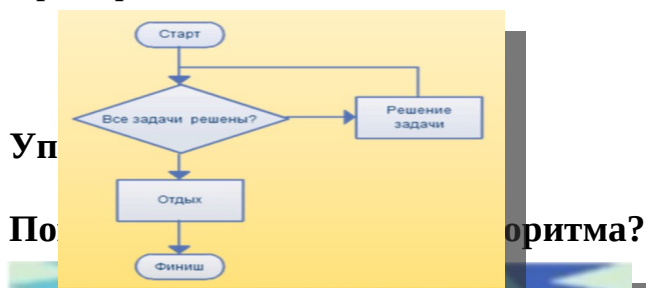 Старт
Все задачи решены?
Решение
задачи
Уп
Отдых
По
оритма?
Финиш